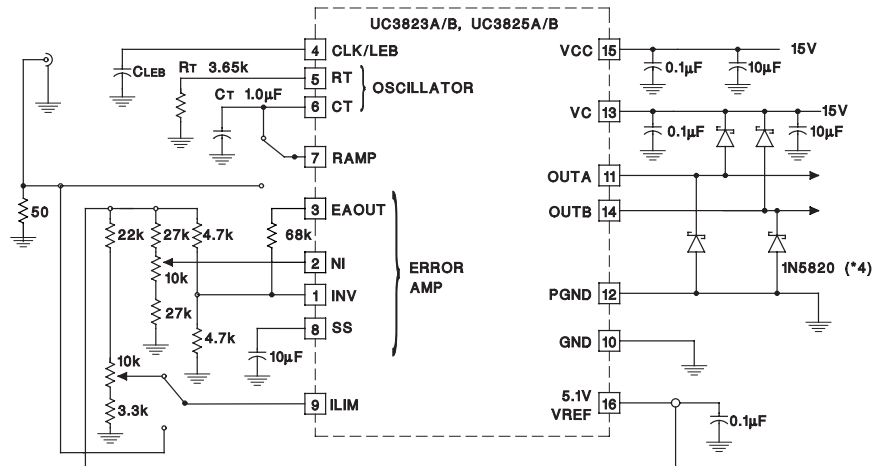 UC3823A/B, UC3825A/B
4 CLK/LEB
CLEB
RT 3.65k
5 RT
OSCILLATOR
CT 1.0µF
6 CT
7 RAMP
VCC 15
15V
0.1µF
10µF
VC 13
15V
0.1µF
10µF
OUTA 11
OUTB 14
1N5820 (*4)
PGND 12
GND 10
5.1V
VREF 16
0.1µF
50
3 EAOUT
22k
27k
4.7k
68k
2 NI
10k
ERROR
AMP
1 INV
27k
8 SS
4.7k
10µF
10k
3.3k
9 ILIM